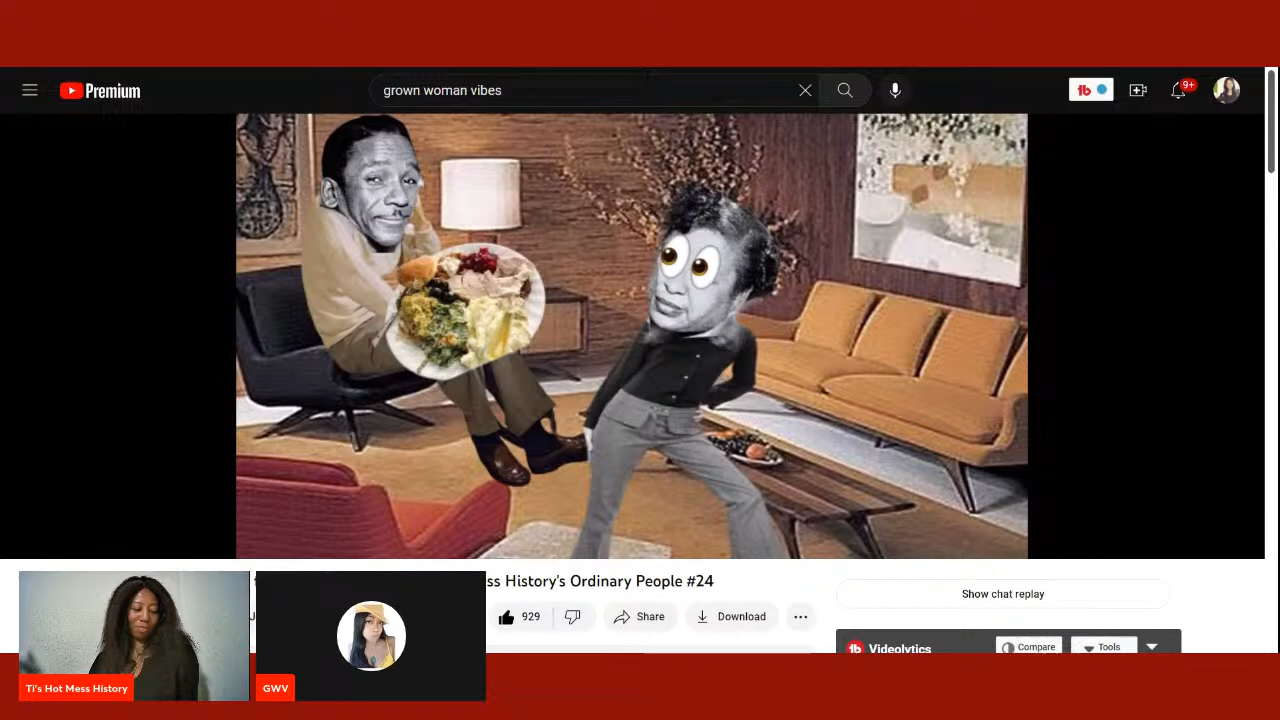 Premium
grown woman vibes
9+
ss History's Ordinary People #24
929
Share
Download
Show chat replay
Videolytics
Compare
Tools
Ti's Hot Mess History
GWV